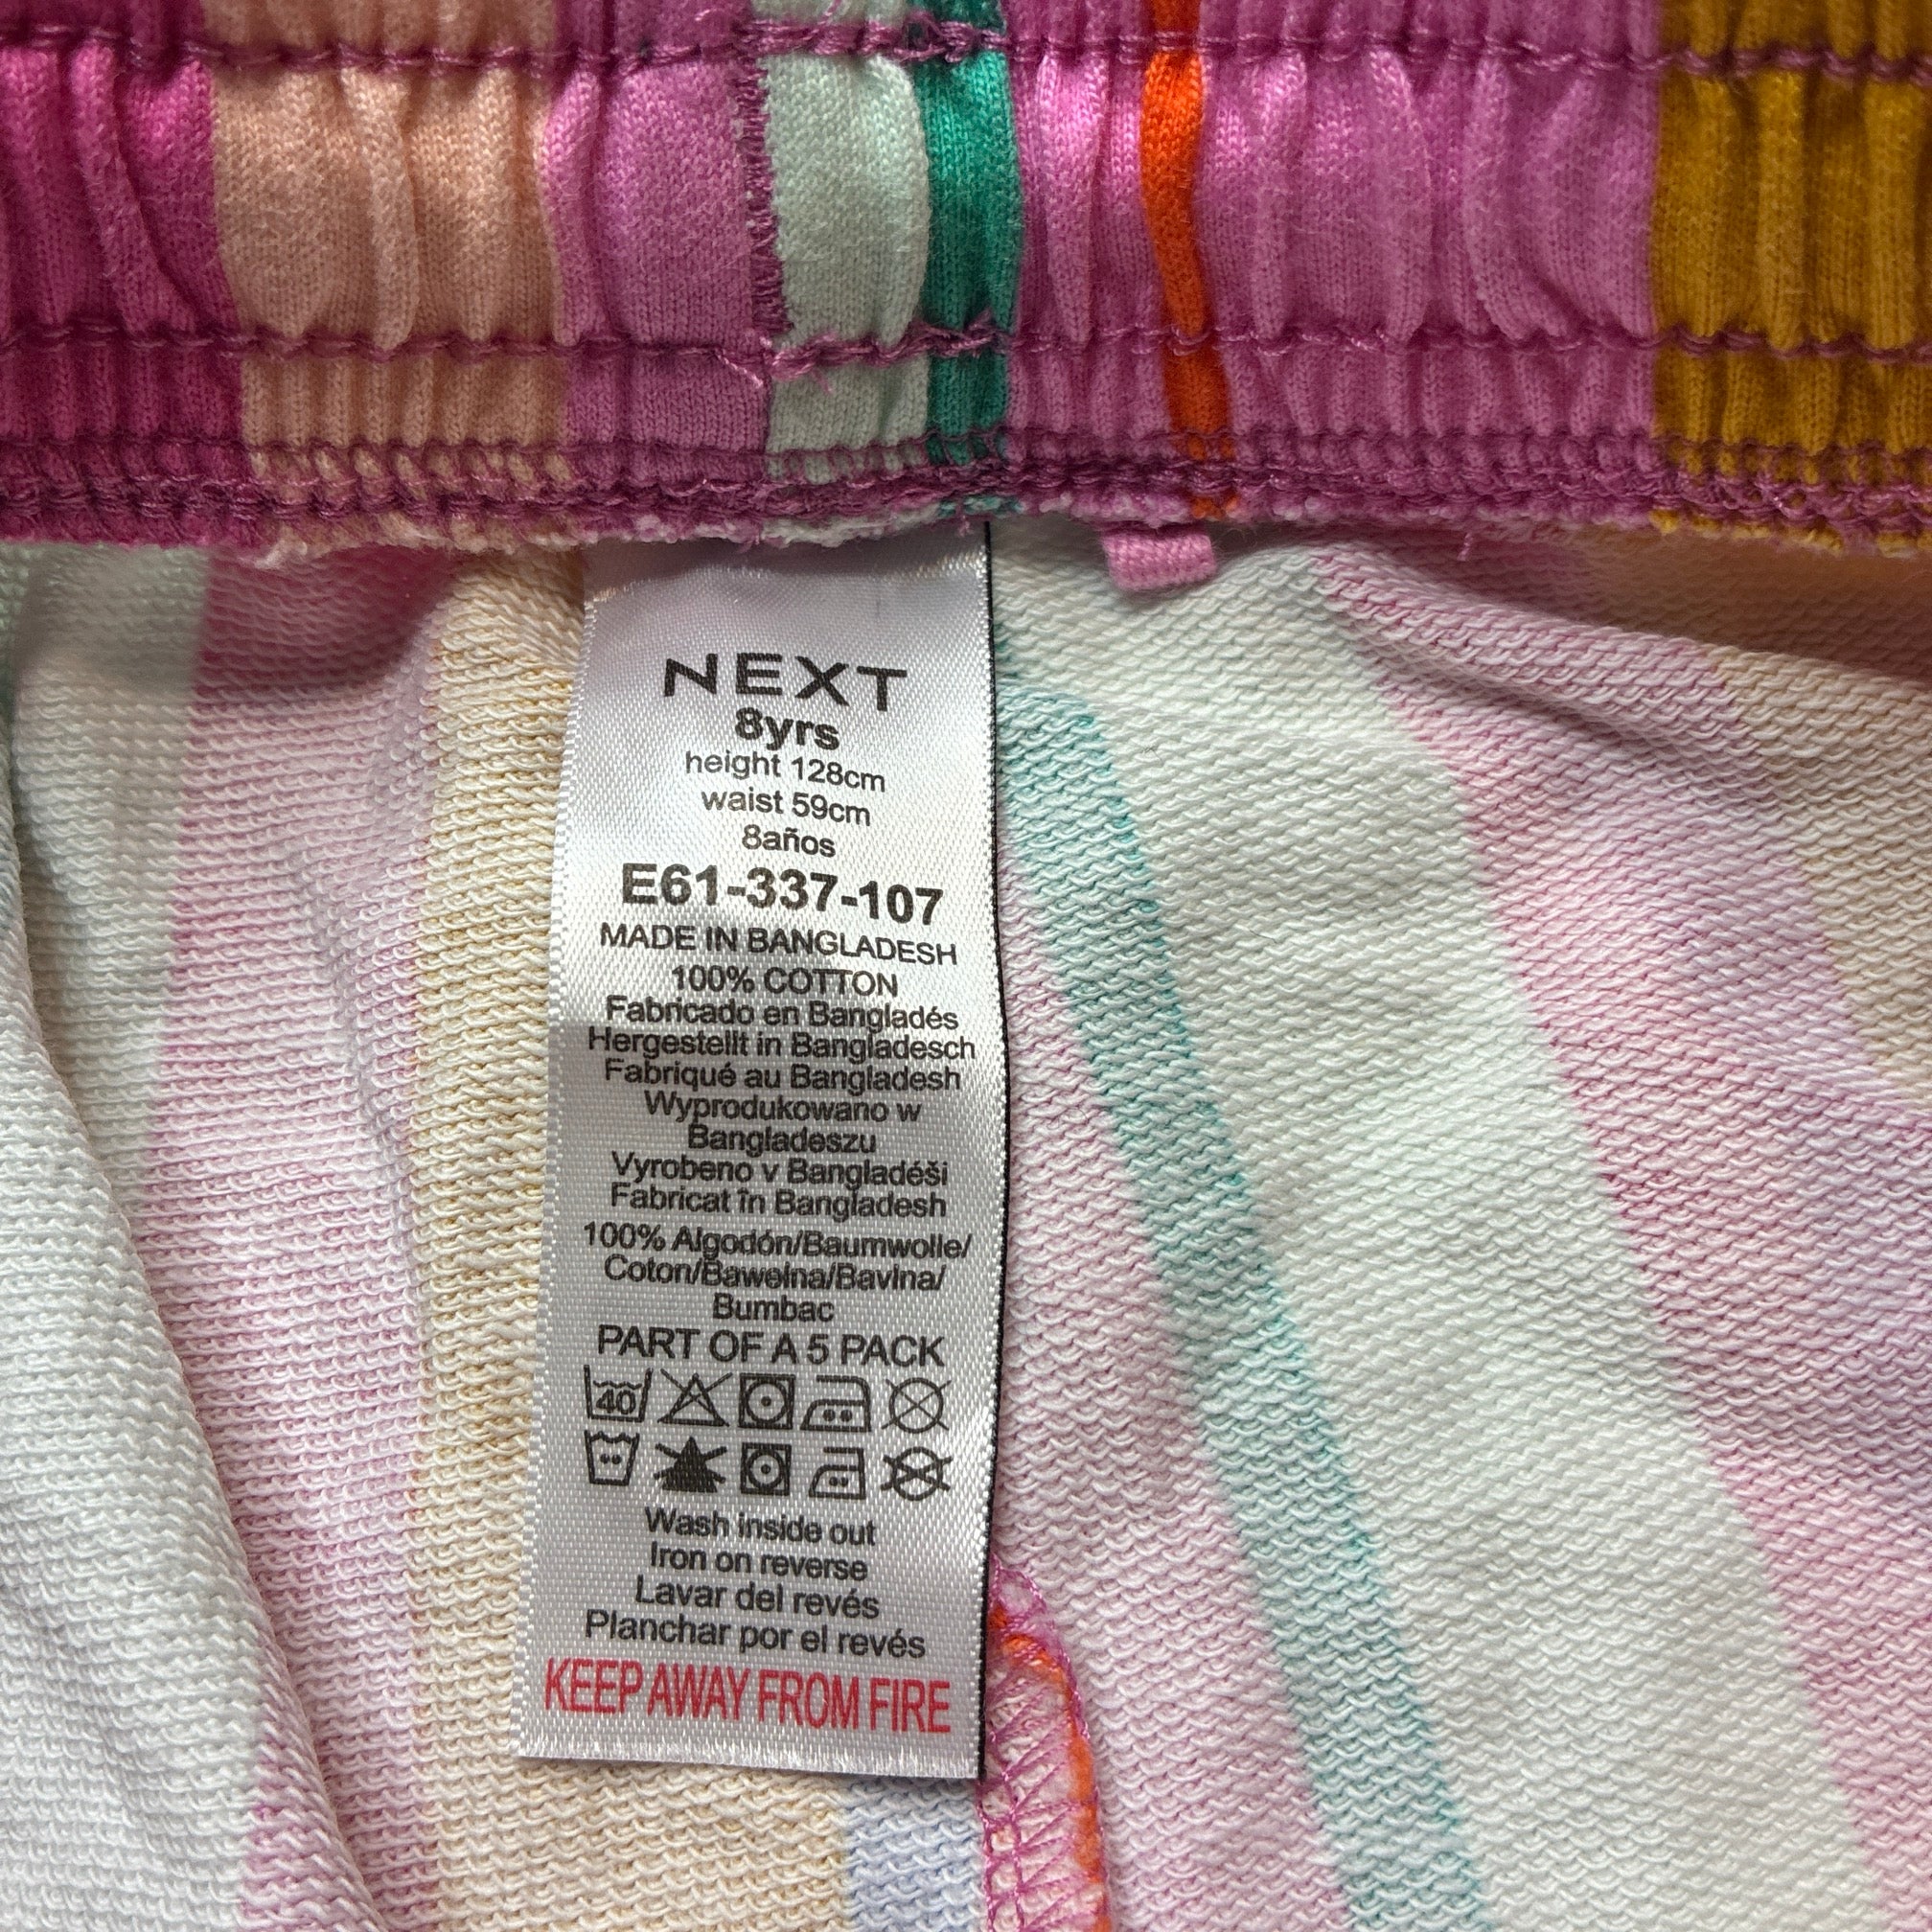 NEXT
8yrs
height 128cm
waist 59cm
8años
E61-337-107
MADE IN BANGLADESH
100% COTTON
Fabricado en Bangladés
Hergestellt in Bangladesch
Fabriqué au Bangladesh
Wyprodukowano w
Bangladeszu
Vyrobeno v Bangladéši
Fabricat în Bangladesh
100% Algodón/Baumwolle/
Coton/Bawełna/Bavlna/
Bumbac
PART OF A 5 PACK
40
Wash inside out
Iron on reverse
Lavar del revés
Planchar por el revés
KEEP AWAY FROM FIRE